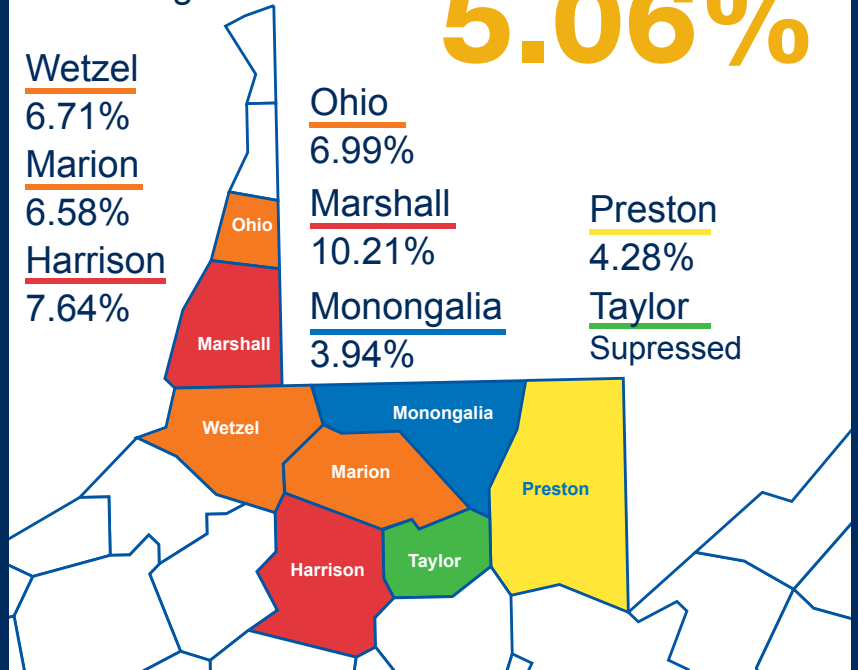 5.06%
Wetzel
6.71%
Marion
6.58%
Harrison
7.64%
Ohio
6.99%
Marshall
10.21%
Monongalia
3.94%
Preston
4.28%
Taylor
Supressed
Ohio
Marshall
Wetzel
Monongalia
Marion
Preston
Harrison
Taylor